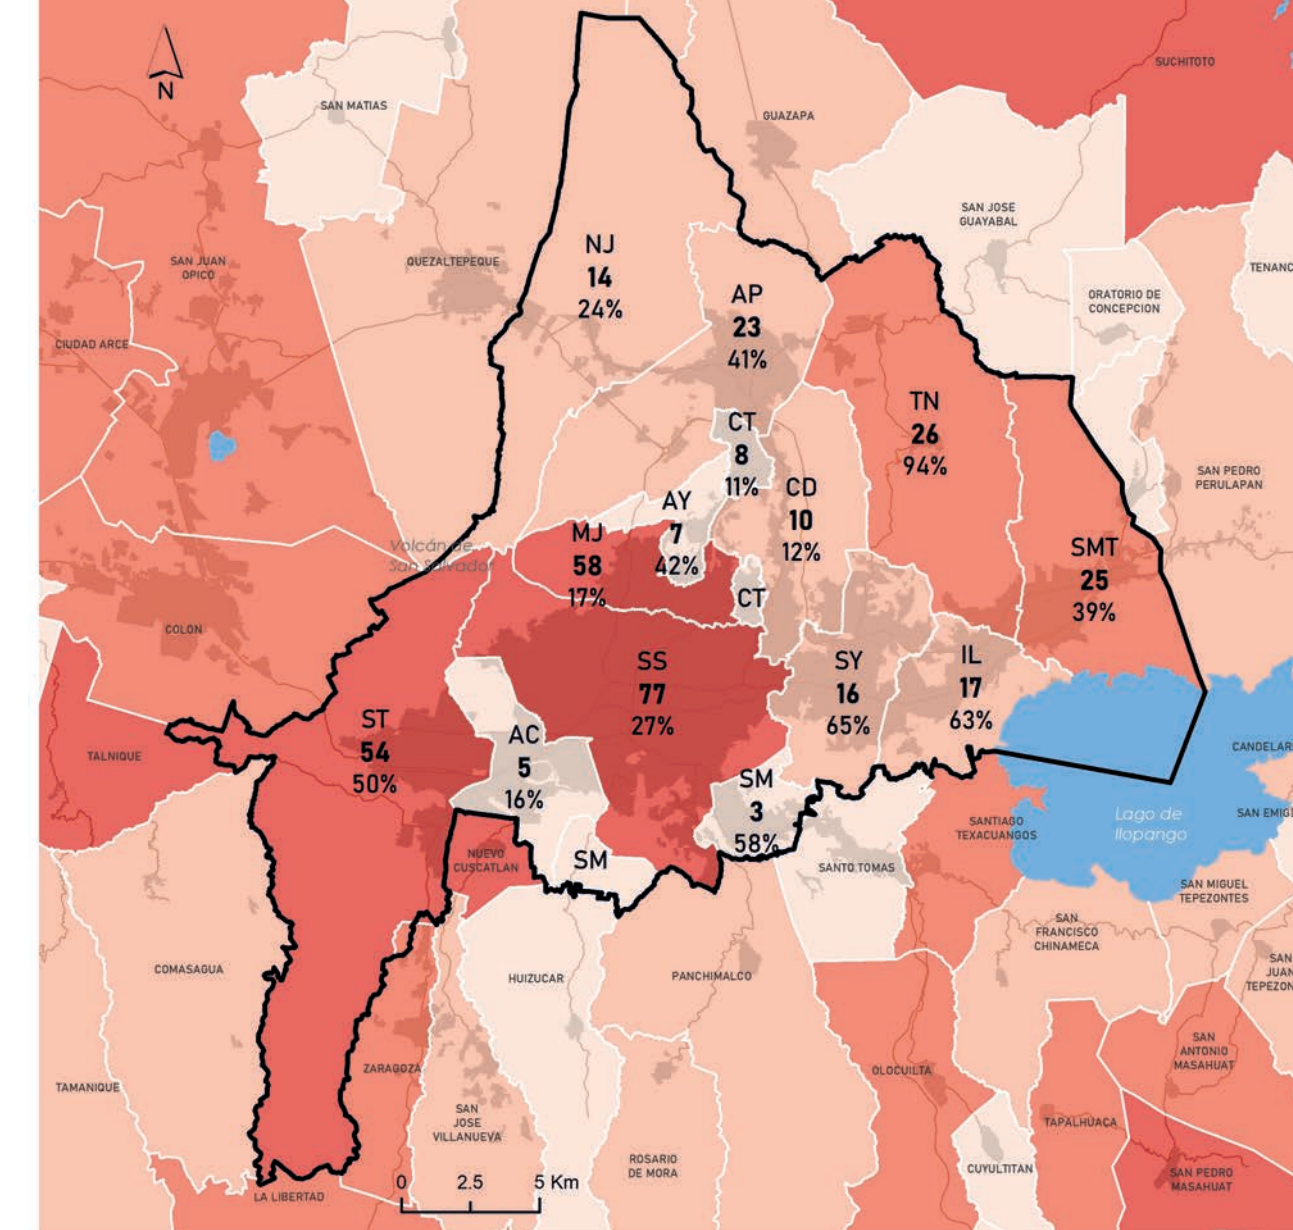 SUCHITOTO
N
SAN MATIAS
GUAZAPA
SAN JOSE
GUAYABAL
NJ
14
24%
SAN JUAN
OPICO
QUEZALTEPEQUE
TENANC
AP
23
41%
ORATORIO DE
CONCEPCION
CIUDAD ARCE
TN
26
94%
CT
8
11%
SAN PEDRO
PERULAPAN
CD
10
12%
AY
7
42%
MJ
58
17%
Volcán de
San Salvador
SMT
25
39%
CT
COLON
SS
77
27%
SY
16
65%
IL
17
63%
ST
54
50%
AC
5
16%
TALNIQUE
CANDELAR
SM
3
58%
SAN EMIG
Lago de
Ilopango
SANTIAGO
TEXACUANGOS
NUEVO
CUSCATLAN
SM
SANTO TOMAS
SAN MIGUEL
TEPEZONTES
SAN
FRANCISCO
CHINAMECA
COMASAGUA
HUIZUCAR
PANCHIMALCO
SAN
JUAN
TEPEZON
SAN
ANTONIO
MASAHUAT
ZARAGOZA
OLOCUILTA
TAMANIQUE
SAN
JOSE
VILLANUEVA
TAPALHUACA
ROSARIO
DE MORA
CUYULTITAN
SAN PEDRO
MASAHUAT
0 2.5 5 Km
LA LIBERTAD